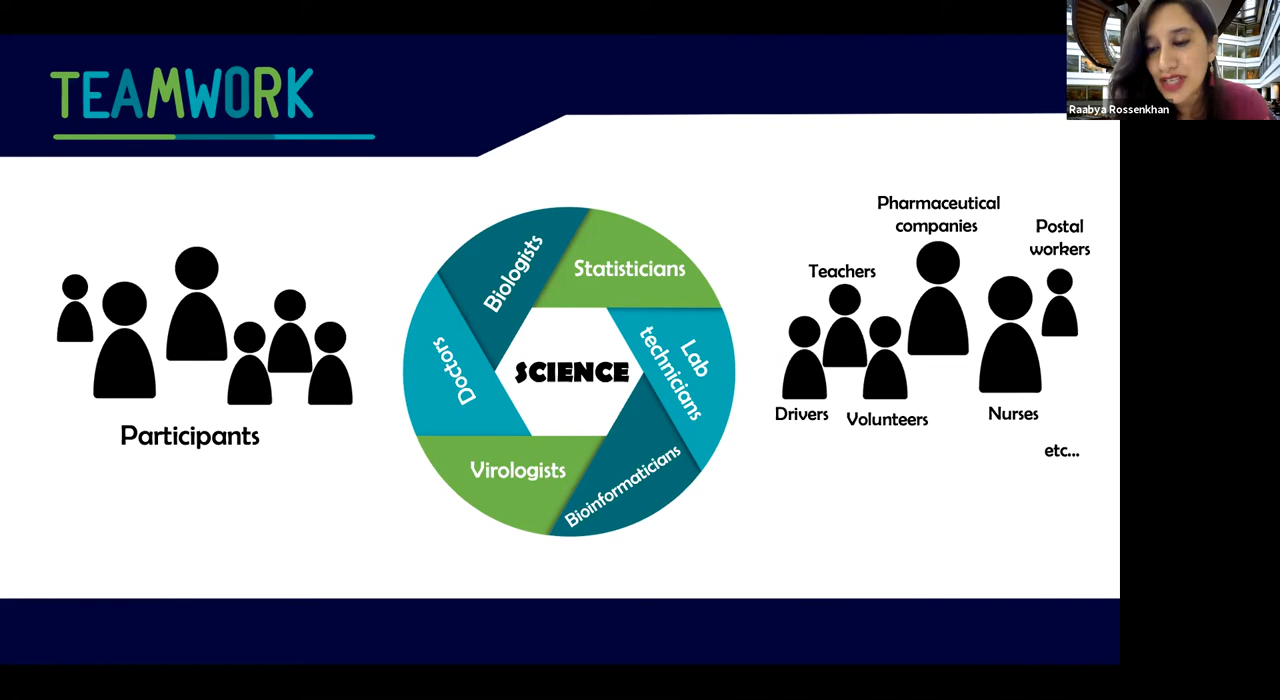 TEAMWORK
Raabya Rossenkhan
Participants
Biologists
Statisticians
Doctors
SCIENCE
Lab
technicians
Virologists
Bioinformaticians
Pharmaceutical
companies
Postal
workers
Teachers
Drivers
Volunteers
Nurses
etc...